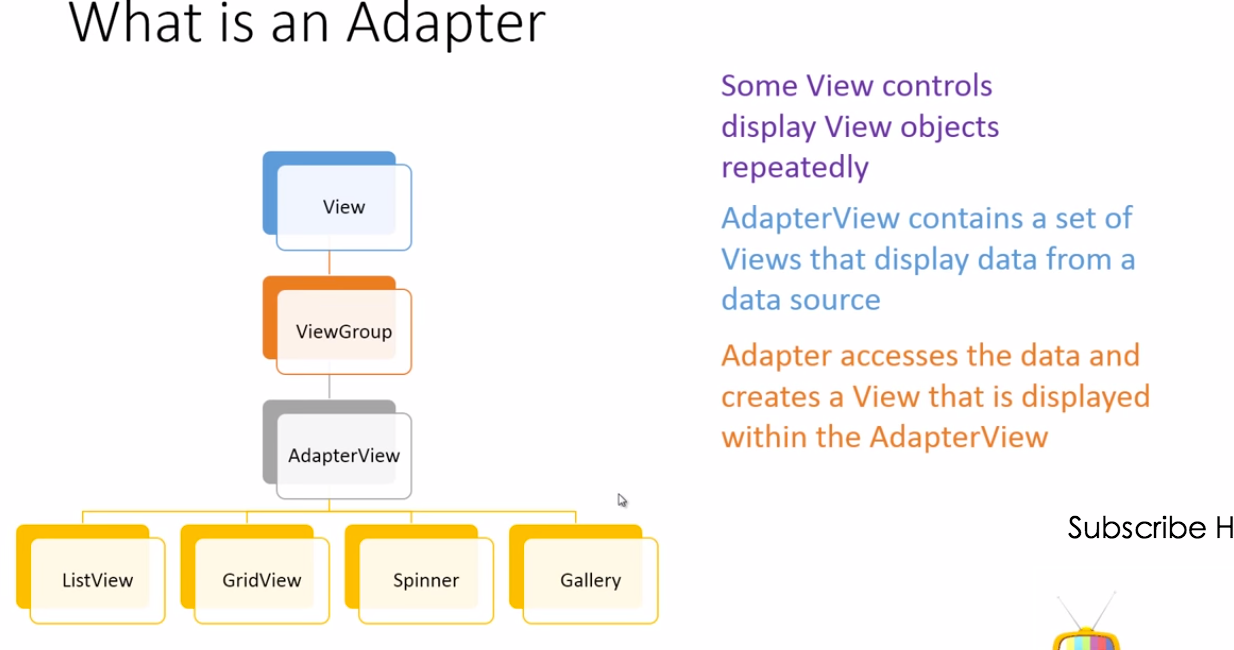 What is an Adapter
Some View controls
display View objects
repeatedly
AdapterView contains a set of
Views that display data from a
data source
Adapter accesses the data and
creates a View that is displayed
within the AdapterView
View
ViewGroup
AdapterView
ListView
GridView
Spinner
Gallery
Subscribe H